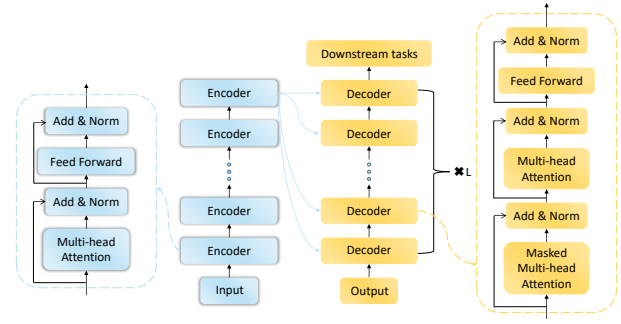 Add & Norm
Feed Forward
Add & Norm
Multi-head
Attention
Encoder
Encoder
Encoder
Encoder
Input
Downstream tasks
Decoder
Decoder
Decoder
Decoder
Output
✖ L
Add & Norm
Feed Forward
Add & Norm
Multi-head
Attention
Add & Norm
Masked
Multi-head
Attention